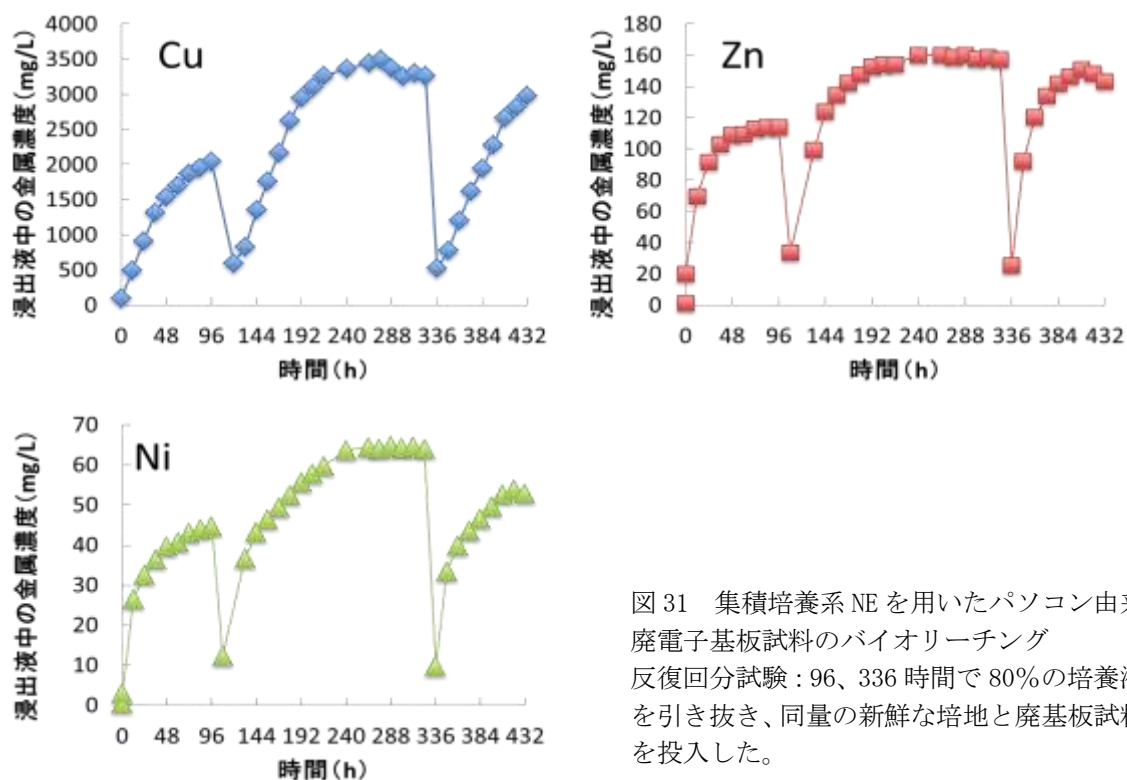 Cu
浸出液中の金属濃度(mg/L)
4000
3500
3000
2500
2000
1500
1000
500
0
0 48 96 144 192 240 288 336 384 432
時間(h)
Zn
浸出液中の金属濃度(mg/L)
180
160
140
120
100
80
60
40
20
0
0 48 96 144 192 240 288 336 384 432
時間(h)
Ni
浸出液中の金属濃度(mg/L)
70
60
50
40
30
20
10
0
0 48 96 144 192 240 288 336 384 432
時間(h)
図31 集積培養系 NE を用いたパソコン由
廃電子基板試料のバイオリーチング
反復回分試験:96、336 時間で 80%の培養
を引き抜き、同量の新鮮な培地と廃基板試
を投入した。